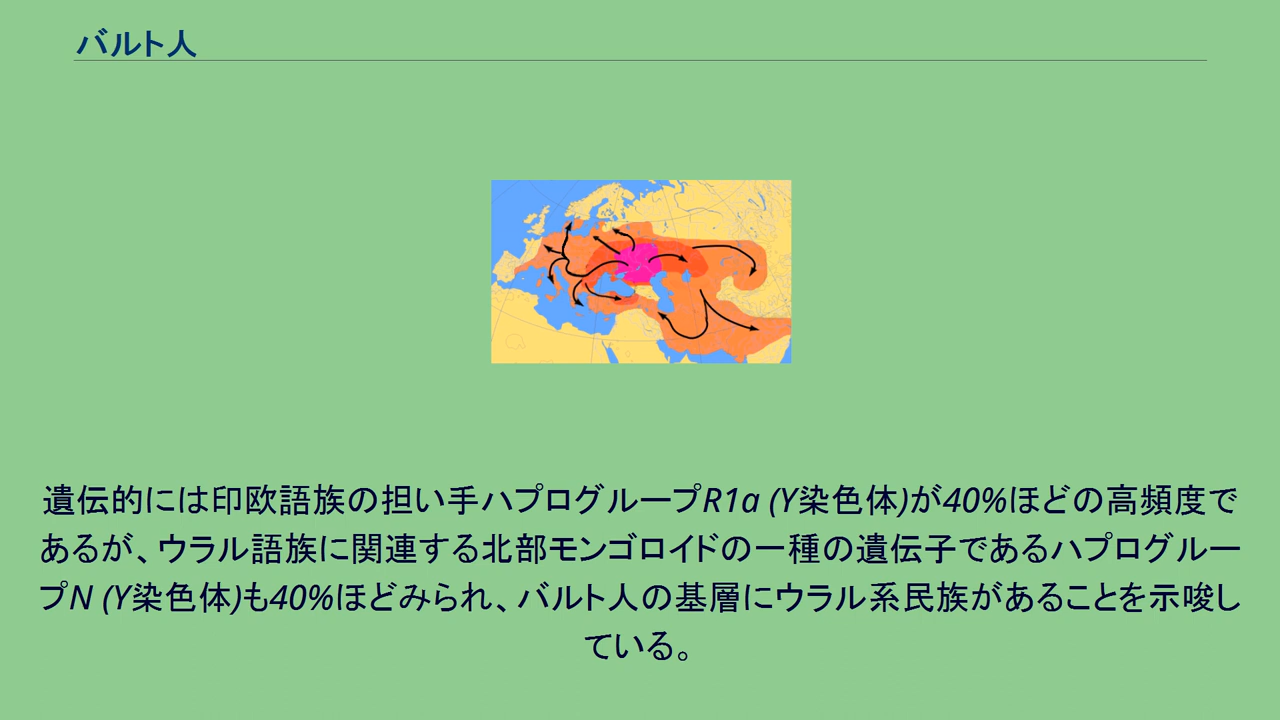 バルト人
遺伝的には印欧語族の担い手ハプログループR1a (Y染色体)が40%ほどの高頻度で
あるが、ウラル語族に関連する北部モンゴロイドの一種の遺伝子であるハプログルー
プN (Y染色体)も40%ほどみられ、バルト人の基層にウラル系民族があることを示唆し
ている。